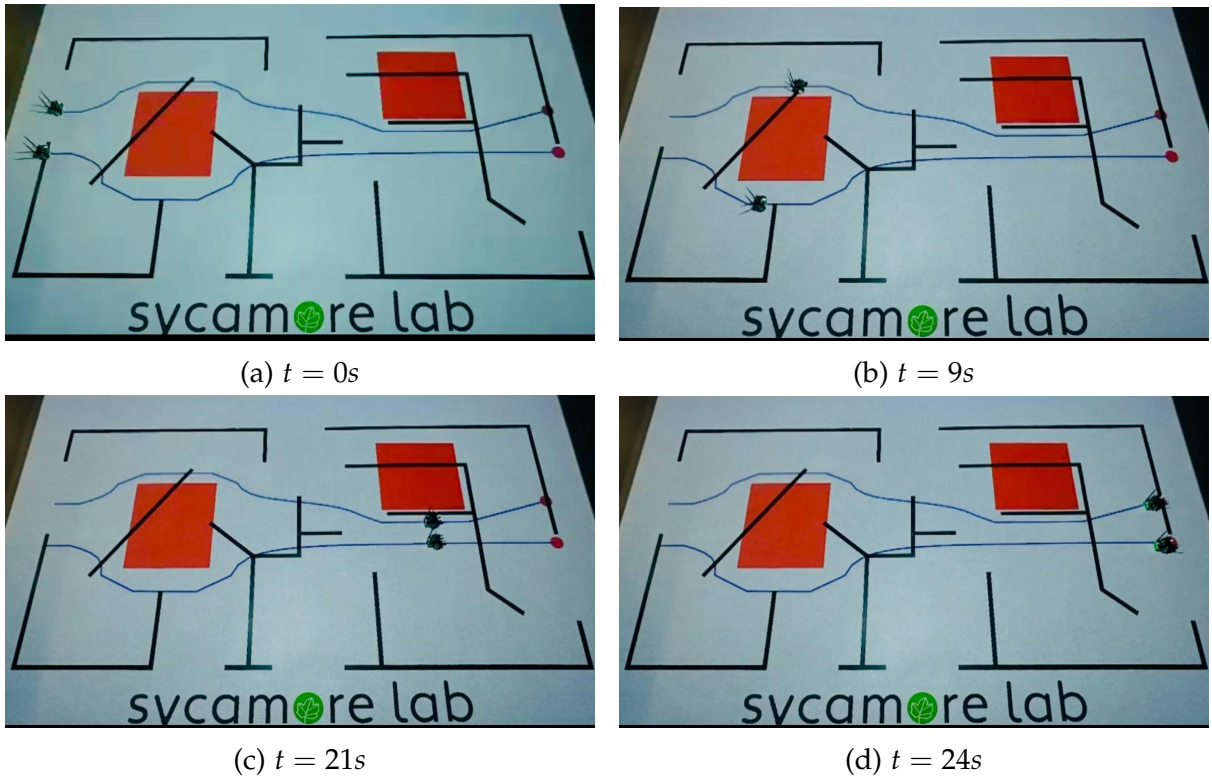 sycamore lab
sycamore lab
(a) t = 0s
(b) t = 9s
sycamore lab
sycamore lab
(c) t = 21s
(d) t = 24s